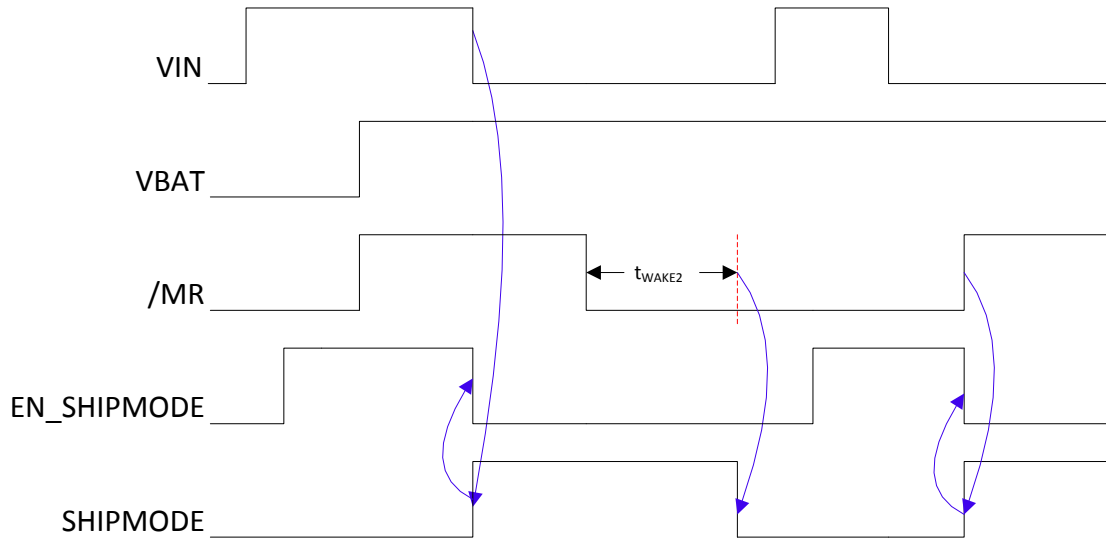 VIN
VBAT
/MR
tWAKE2
EN_SHIPMODE
SHIPMODE